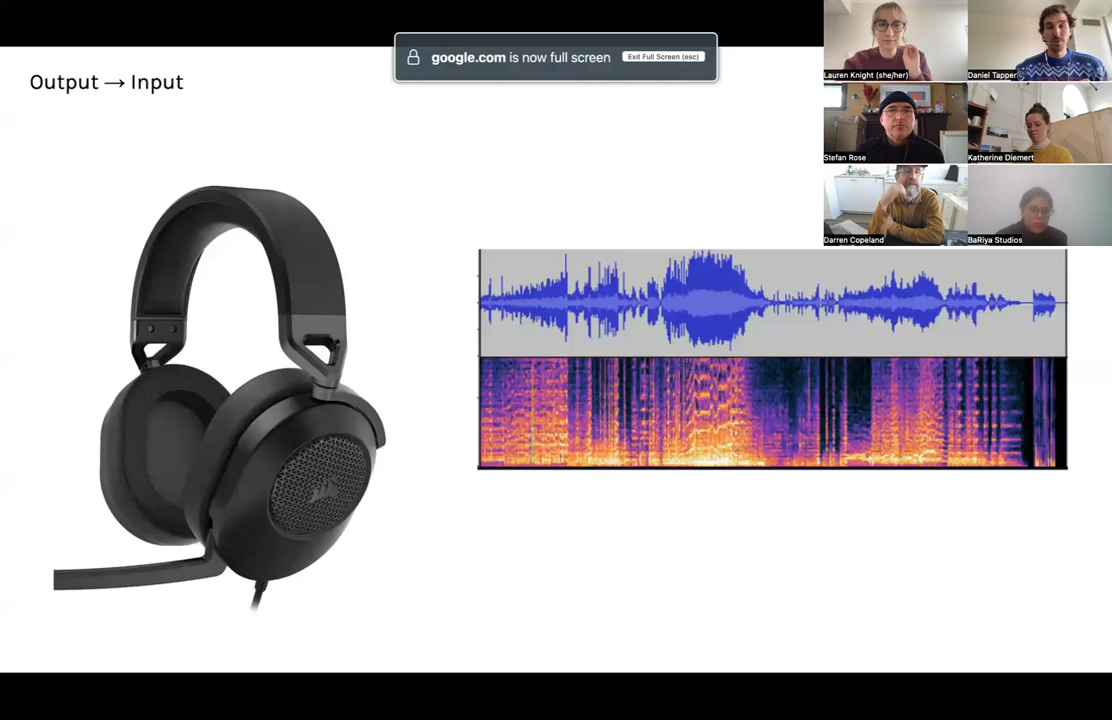 google.com is now full screen
Exit Full Screen (esc)
Output → Input
Lauren Knight (she/her)
Daniel Tapper
Stefan Rose
Katherine Diemert
Darren Copeland
BaRiya Studios